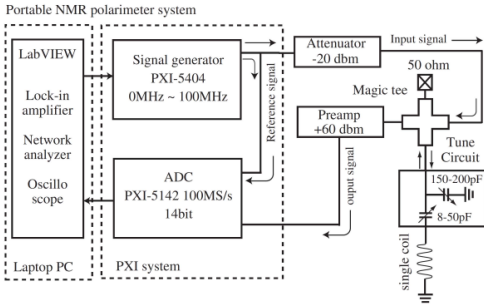 Portable NMR polarimeter system
LabVIEW
Lock-in
amplifier
Network
analyzer
Oscillo
scope
Laptop PC
Signal generator
PXI-5404
0MHz ~ 100MHz
ADC
PXI-5142 100MS/s
14bit
PXI system
Reference signal
Attenuator
-20 dbm
Input signal
50 ohm
Magic tee
Preamp
+60 dbm
ouput signal
Tune
Circuit
150-200pF
8-50pF
single coil